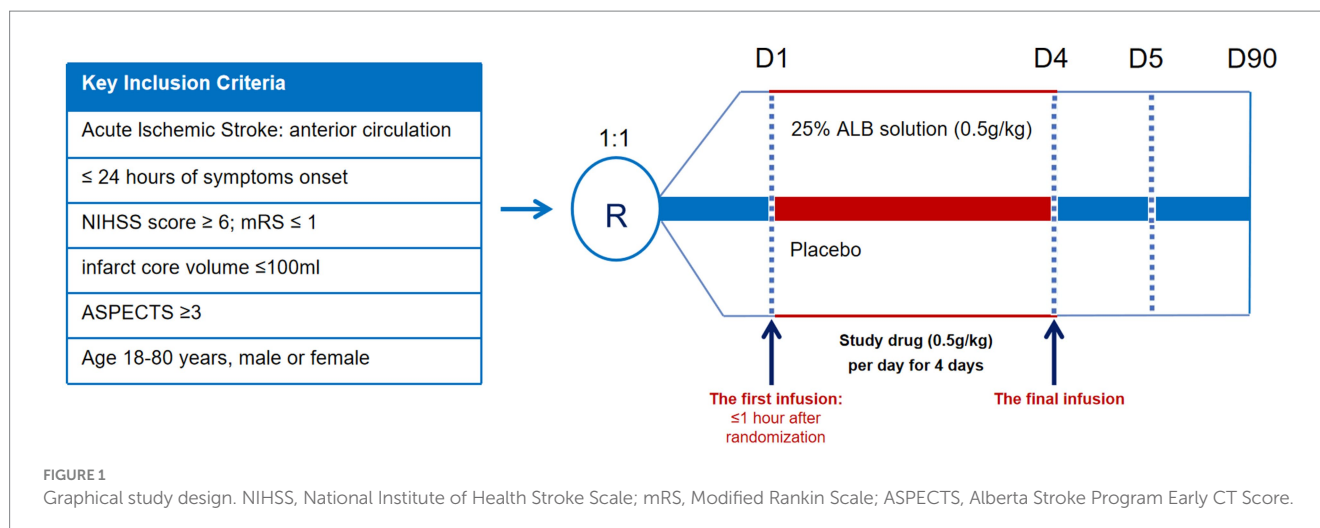 Key Inclusion Criteria
Acute Ischemic Stroke: anterior circulation
≤ 24 hours of symptoms onset
NIHSS score ≥ 6; mRS ≤ 1
infarct core volume ≤100ml
ASPECTS ≥3
Age 18-80 years, male or female
1:1
R
D1
D4
D5
D90
25% ALB solution (0.5g/kg)
Placebo
Study drug (0.5g/kg)
per day for 4 days
The first infusion:
≤1 hour after
randomization
The final infusion
FIGURE 1
Graphical study design. NIHSS, National Institute of Health Stroke Scale; mRS, Modified Rankin Scale; ASPECTS, Alberta Stroke Program Early CT Score.